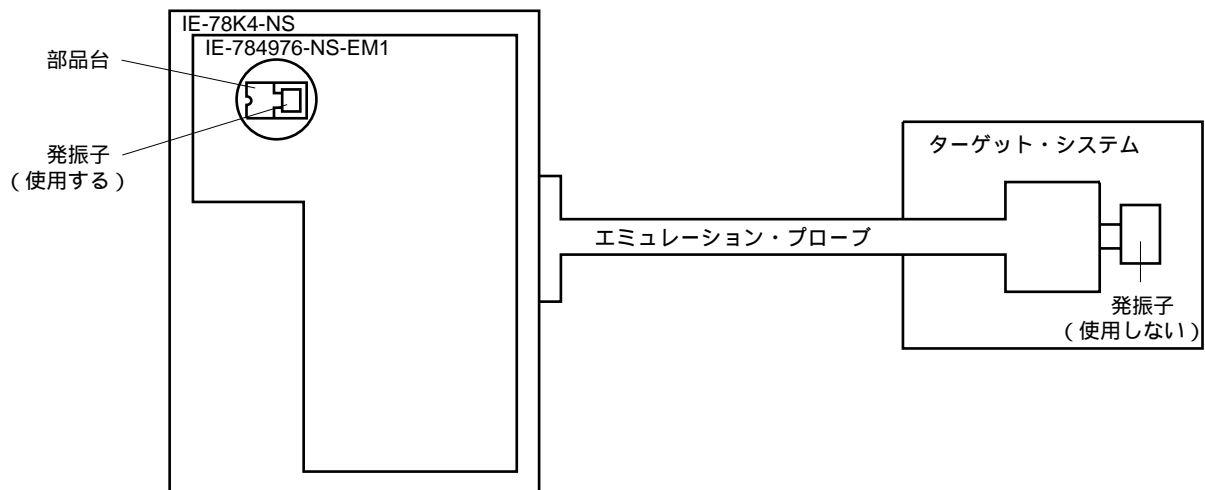 IE-78K4-NS
IE-784976-NS-EM1
部品台
発振子
（使用する）
エミュレーション・プローブ
ターゲット・システム
発振子
（使用しない）